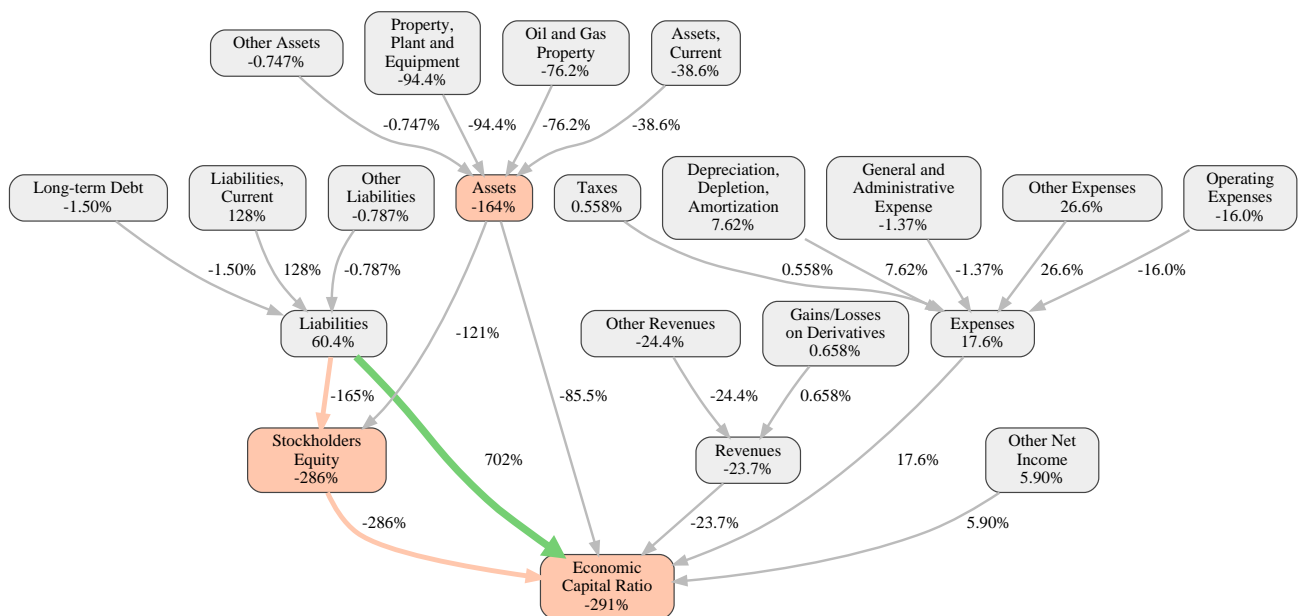 Other Assets
-0.747%
Property,
Plant and
Equipment
-94.4%
Oil and Gas
Property
-76.2%
Assets,
Current
-38.6%
-0.747%
-94.4%
-76.2%
-38.6%
Long-term Debt
-1.50%
Liabilities,
Current
128%
Other
Liabilities
-0.787%
Assets
-164%
Taxes
0.558%
Depreciation,
Depletion,
Amortization
7.62%
General and
Administrative
Expense
-1.37%
Other Expenses
26.6%
Operating
Expenses
-16.0%
-1.50%
128%
-0.787%
0.558%
7.62%
-1.37%
26.6%
-16.0%
Liabilities
60.4%
Other Revenues
-24.4%
Gains/Losses
on Derivatives
0.658%
Expenses
17.6%
-165%
-121%
-85.5%
-24.4%
0.658%
Stockholders
Equity
-286%
702%
Revenues
-23.7%
17.6%
Other Net
Income
5.90%
-286%
-23.7%
5.90%
Economic
Capital Ratio
-291%